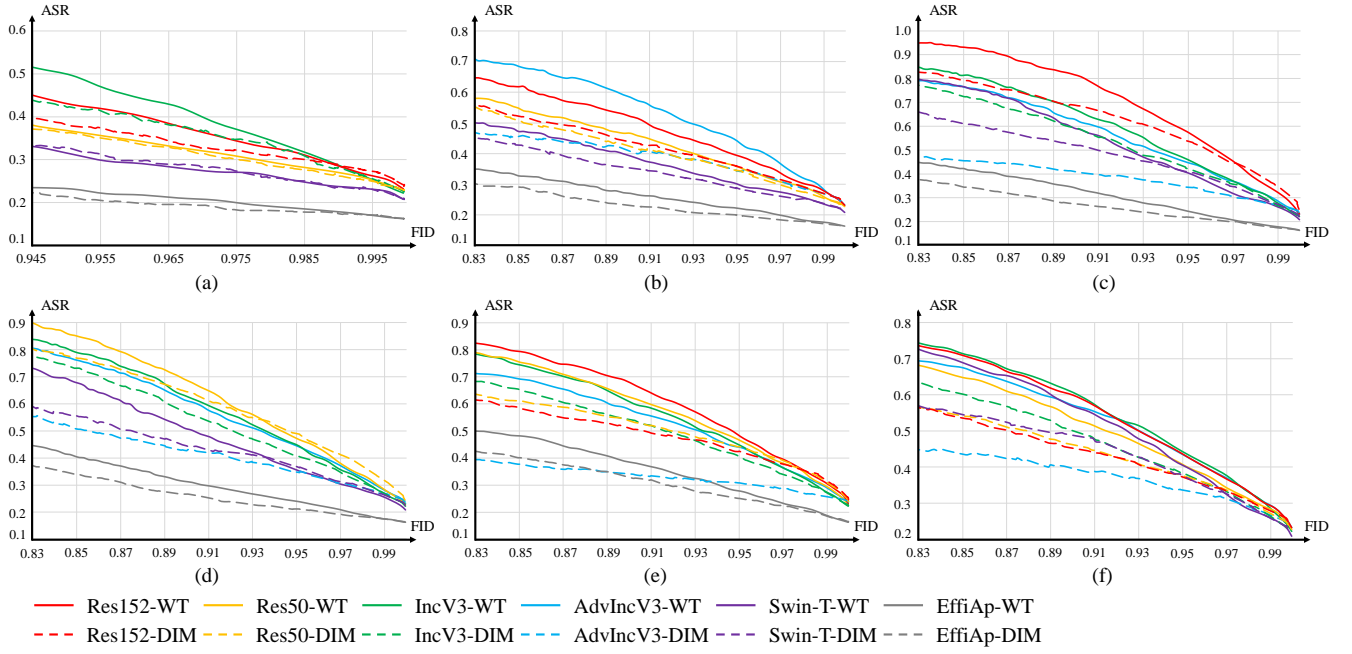 ASR
0.6
0.5
0.4
0.3
0.2
0.1
FID
0.945 0.955 0.965 0.975 0.985 0.995
(a)
ASR
0.8
0.7
0.6
0.5
0.4
0.3
0.2
0.1
FID
0.83 0.85 0.87 0.89 0.91 0.93 0.95 0.97 0.99
(b)
ASR
1.0
0.9
0.8
0.7
0.6
0.5
0.4
0.3
0.2
0.1
FID
0.83 0.85 0.87 0.89 0.91 0.93 0.95 0.97 0.99
(c)
ASR
0.9
0.8
0.7
0.6
0.5
0.4
0.3
0.2
0.1
FID
0.83 0.85 0.87 0.89 0.91 0.93 0.95 0.97 0.99
(d)
ASR
0.9
0.8
0.7
0.6
0.5
0.4
0.3
0.2
0.1
FID
0.83 0.85 0.87 0.89 0.91 0.93 0.95 0.97 0.99
(e)
ASR
0.8
0.7
0.6
0.5
0.4
0.3
0.2
FID
0.83 0.85 0.87 0.89 0.91 0.93 0.95 0.97 0.99
(f)
Res152-WT Res50-WT IncV3-WT AdvIncV3-WT Swin-T-WT EffiAp-WT
Res152-DIM Res50-DIM IncV3-DIM AdvIncV3-DIM Swin-T-DIM EffiAp-DIM